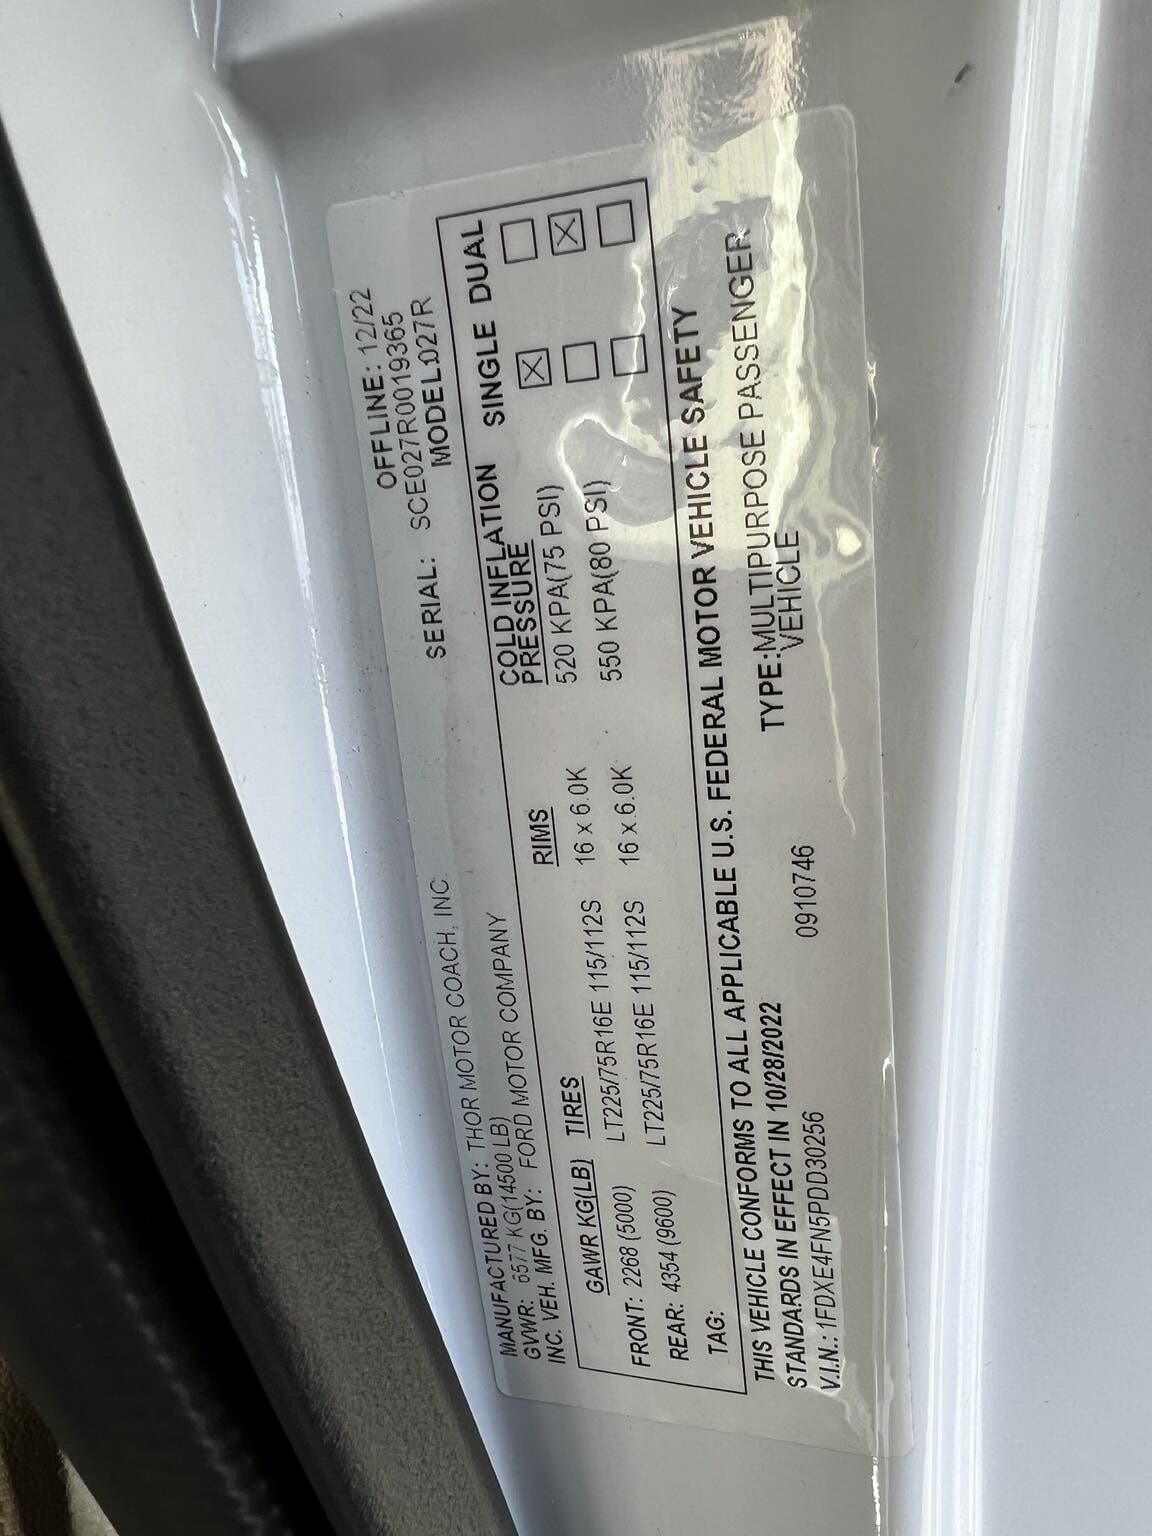 OFFLINE: 12/22
SERIAL: SCE027R0019365
MANUFACTURED BY: THOR MOTOR COACH, INC. MODEL:027R
GVWR: 6577 KG(14500 LB)
INC. VEH. MFG. BY: FORD MOTOR COMPANY
GAWR KG(LB) TIRES RIMS COLD INFLATION PRESSURE SINGLE DUAL
FRONT: 2268 (5000) LT225/75R16E 115/112S 16 x 6.0K 520 KPA(75 PSI) ☒ ☐
REAR: 4354 (9600) LT225/75R16E 115/112S 16 x 6.0K 550 KPA(80 PSI) ☐ ☒
TAG: ☐ ☐
THIS VEHICLE CONFORMS TO ALL APPLICABLE U.S. FEDERAL MOTOR VEHICLE SAFETY
STANDARDS IN EFFECT IN 10/28/2022 TYPE:MULTIPURPOSE PASSENGER
V.I.N.: 1FDXE4FN5PDD30256 0910746 VEHICLE